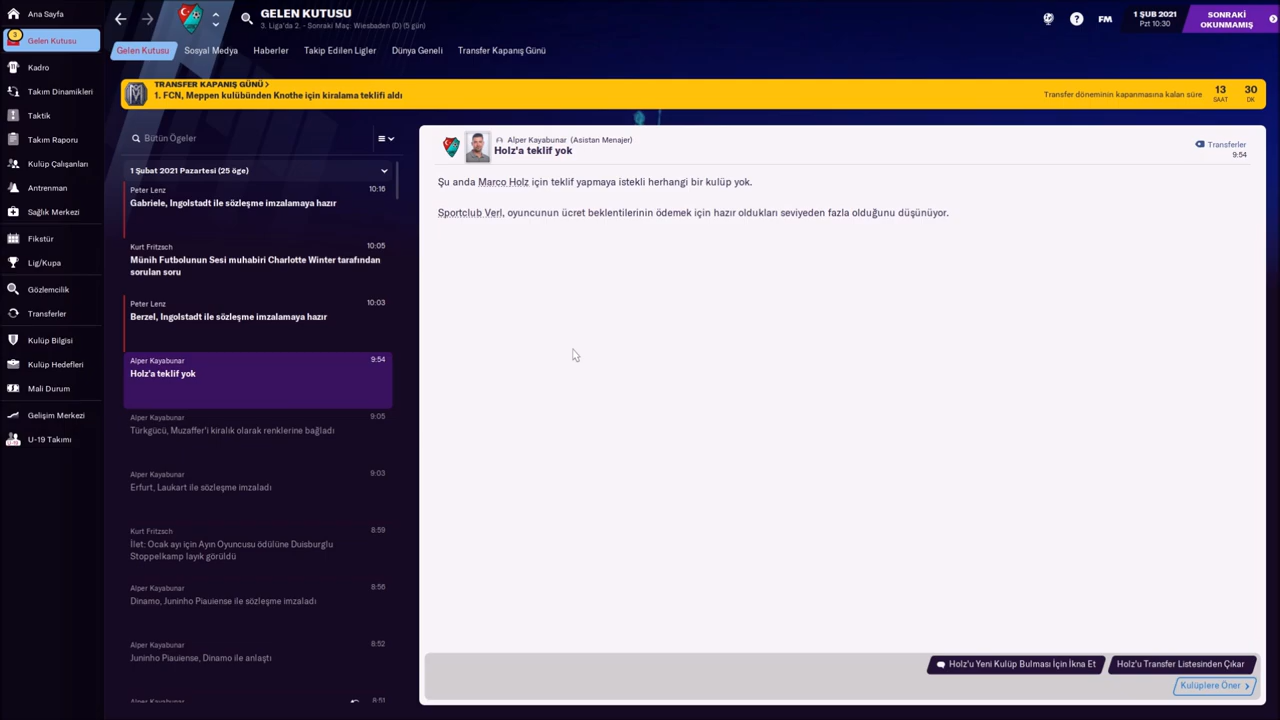 Ana Sayfa
3
Gelen Kutusu
Kadro
Takım Dinamikleri
Taktik
Takım Raporu
Kulüp Çalışanları
Antrenman
Sağlık Merkezi
Fikstür
Lig/Kupa
Gözlemcilik
Transferler
Kulüp Bilgisi
Kulüp Hedefleri
Mali Durum
Gelişim Merkezi
U-19 Takımı
GELEN KUTUSU
3. Liga'da 2. - Sonraki Maç: Wiesbaden (D) (5 gün)
FM
1 ŞUB 2021
Pzt 10:30
SONRAKİ
OKUNMAMIŞ
Gelen Kutusu
Sosyal Medya
Haberler
Takip Edilen Ligler
Dünya Geneli
Transfer Kapanış Günü
TRANSFER KAPANIŞ GÜNÜ >
1. FCN, Meppen kulübünden Knothe için kiralama teklifi aldı
Transfer döneminin kapanmasına kalan süre
13
SAAT
30
DK
Bütün Ögeler
1 Şubat 2021 Pazartesi (25 öge)
Peter Lenz 10:16
Gabriele, Ingolstadt ile sözleşme imzalamaya hazır
Kurt Fritzsch 10:05
Münih Futbolunun Sesi muhabiri Charlotte Winter tarafından
sorulan soru
Peter Lenz 10:03
Berzel, Ingolstadt ile sözleşme imzalamaya hazır
Alper Kayabunar 9:54
Holz'a teklif yok
Alper Kayabunar 9:05
Türkgücü, Muzaffer'i kiralık olarak renklerine bağladı
Alper Kayabunar 9:03
Erfurt, Laukart ile sözleşme imzaladı
Kurt Fritzsch 8:59
İlet: Ocak ayı için Ayın Oyuncusu ödülüne Duisburglu
Stoppelkamp layık görüldü
Alper Kayabunar 8:56
Dinamo, Juninho Piauiense ile sözleşme imzaladı
Alper Kayabunar 8:52
Juninho Piauiense, Dinamo ile anlaştı
Alper Kayabunar 8:51
Alper Kayabunar (Asistan Menajer)
Holz'a teklif yok
Transferler
9:54
Şu anda Marco Holz için teklif yapmaya istekli herhangi bir kulüp yok.
Sportclub Verl, oyuncunun ücret beklentilerinin ödemek için hazır oldukları seviyeden fazla olduğunu düşünüyor.
Holz'u Yeni Kulüp Bulması İçin İkna Et
Holz'u Transfer Listesinden Çıkar
Kulüplere Öner